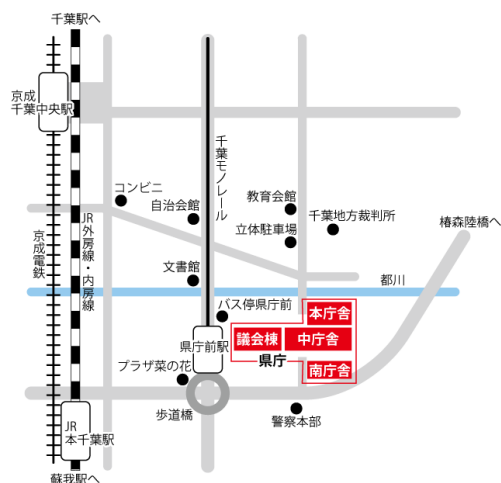 千葉駅へ
京成
千葉中央駅
千葉モノレール
コンビニ
自治会館
教育会館
千葉地方裁判所
立体駐車場
椿森陸橋へ
JR外房線・内房線
京成電鉄
文書館
都川
バス停県庁前
本庁舎
議会棟
中庁舎
県庁前駅
県庁
プラザ菜の花
南庁舎
歩道橋
警察本部
JR
本千葉駅
蘇我駅へ